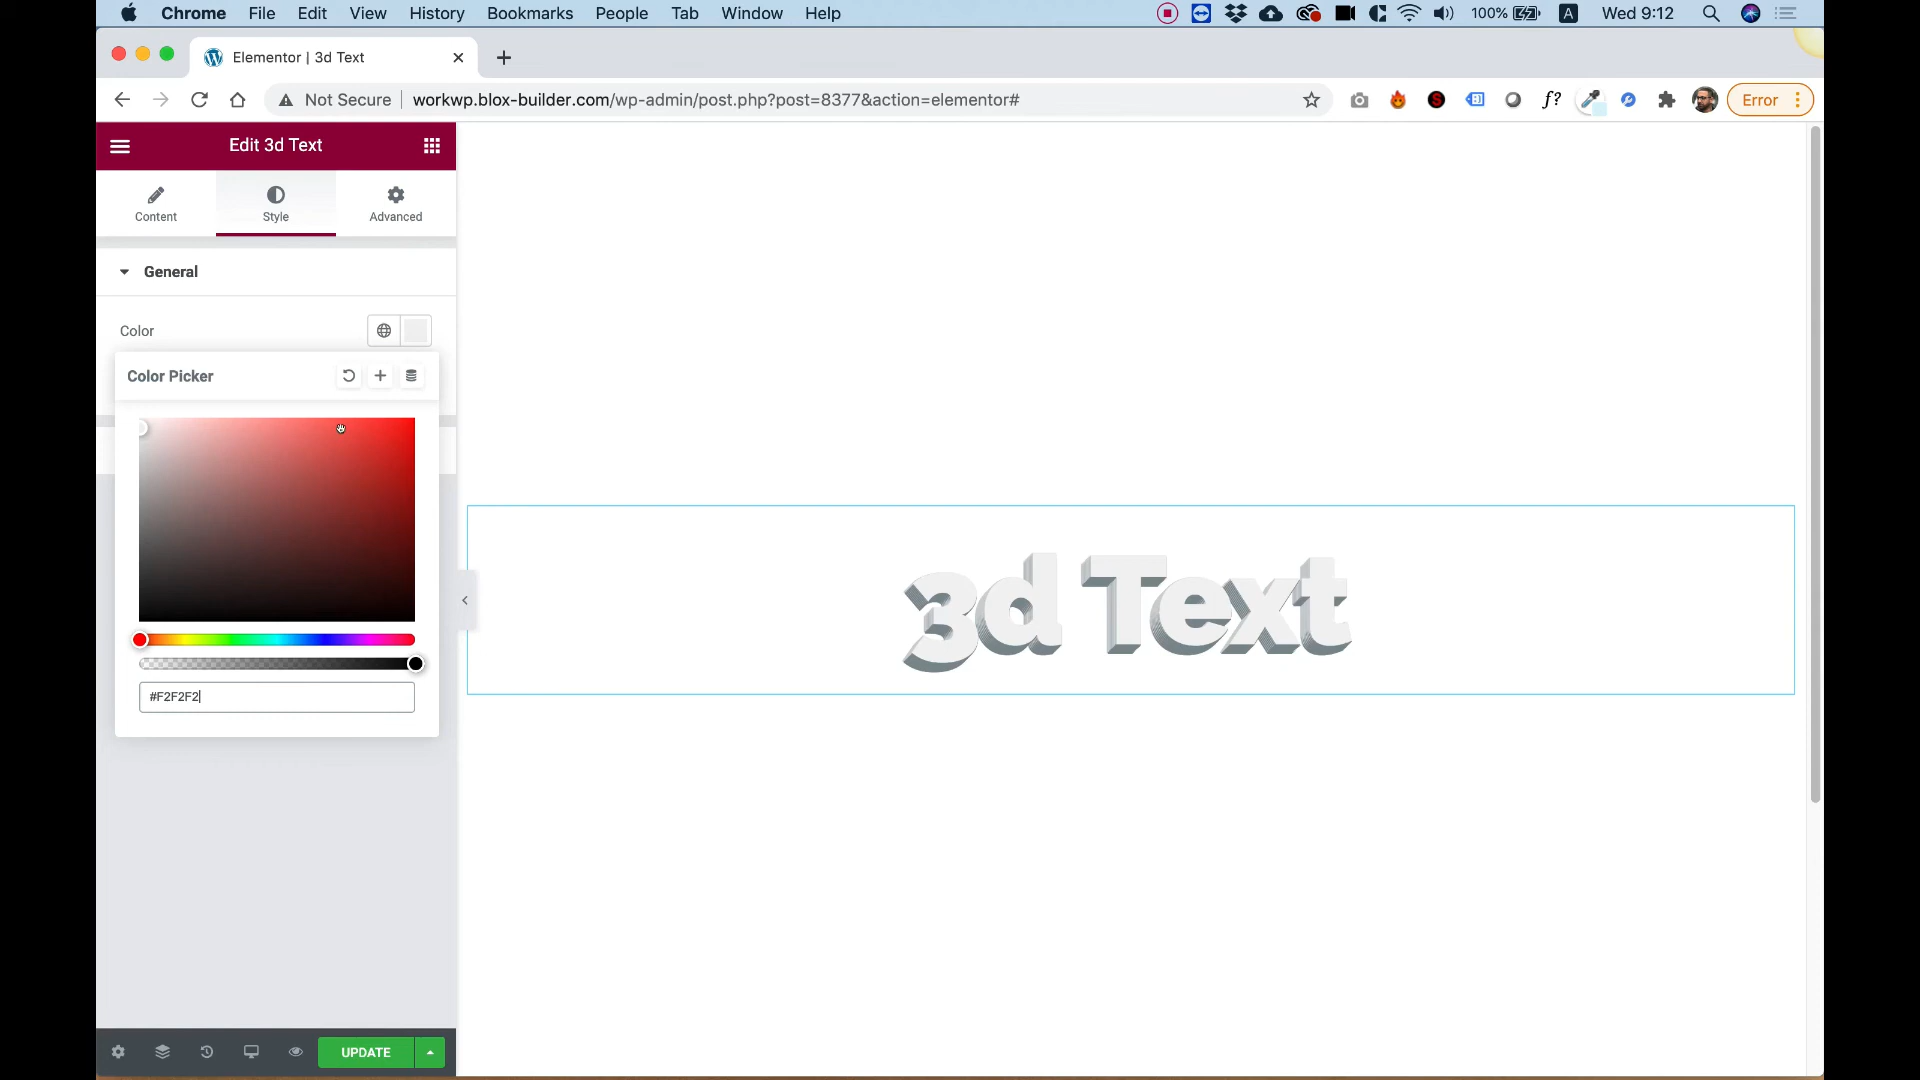 Chrome File Edit View History Bookmarks People Tab Window Help 100% A Wed 9:12
Elementor | 3d Text
Not Secure workwp.blox-builder.com/wp-admin/post.php?post=8377&action=elementor# S f? Error
Edit 3d Text
Content Style Advanced
General
Color
Color Picker
#F2F2F2
3d Text
UPDATE